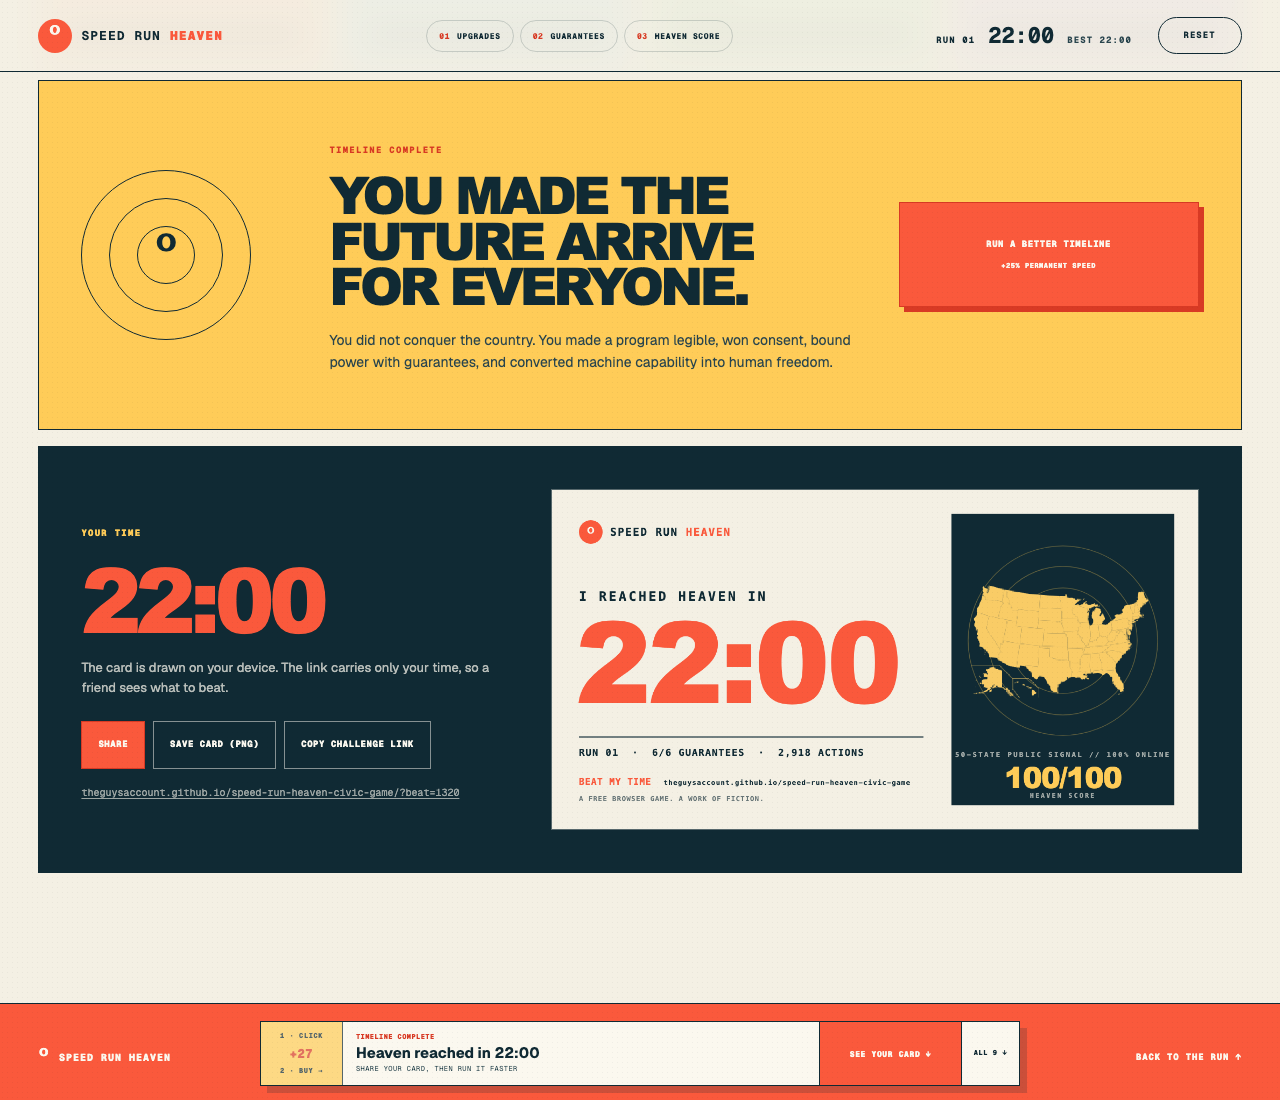 o SPEED RUN HEAVEN
01 UPGRADES
02 GUARANTEES
03 HEAVEN SCORE
RUN 01 22:00 BEST 22:00
RESET
TIMELINE COMPLETE
o
YOU MADE THE
FUTURE ARRIVE
FOR EVERYONE.
You did not conquer the country. You made a program legible, won consent, bound
power with guarantees, and converted machine capability into human freedom.
RUN A BETTER TIMELINE
+25% PERMANENT SPEED
YOUR TIME
22:00
The card is drawn on your device. The link carries only your time, so a
friend sees what to beat.
SHARE
SAVE CARD (PNG)
COPY CHALLENGE LINK
theguysaccount.github.io/speed-run-heaven-civic-game/?beat=1320
o SPEED RUN HEAVEN
I REACHED HEAVEN IN
22:00
RUN 01 · 6/6 GUARANTEES · 2,918 ACTIONS
BEAT MY TIME theguysaccount.github.io/speed-run-heaven-civic-game
A FREE BROWSER GAME. A WORK OF FICTION.
50-STATE PUBLIC SIGNAL // 100% ONLINE
100/100
HEAVEN SCORE
o SPEED RUN HEAVEN
1 · CLICK
+27
2 · BUY →
TIMELINE COMPLETE
Heaven reached in 22:00
SHARE YOUR CARD, THEN RUN IT FASTER
SEE YOUR CARD ↓
ALL 9 ↓
BACK TO THE RUN ↑